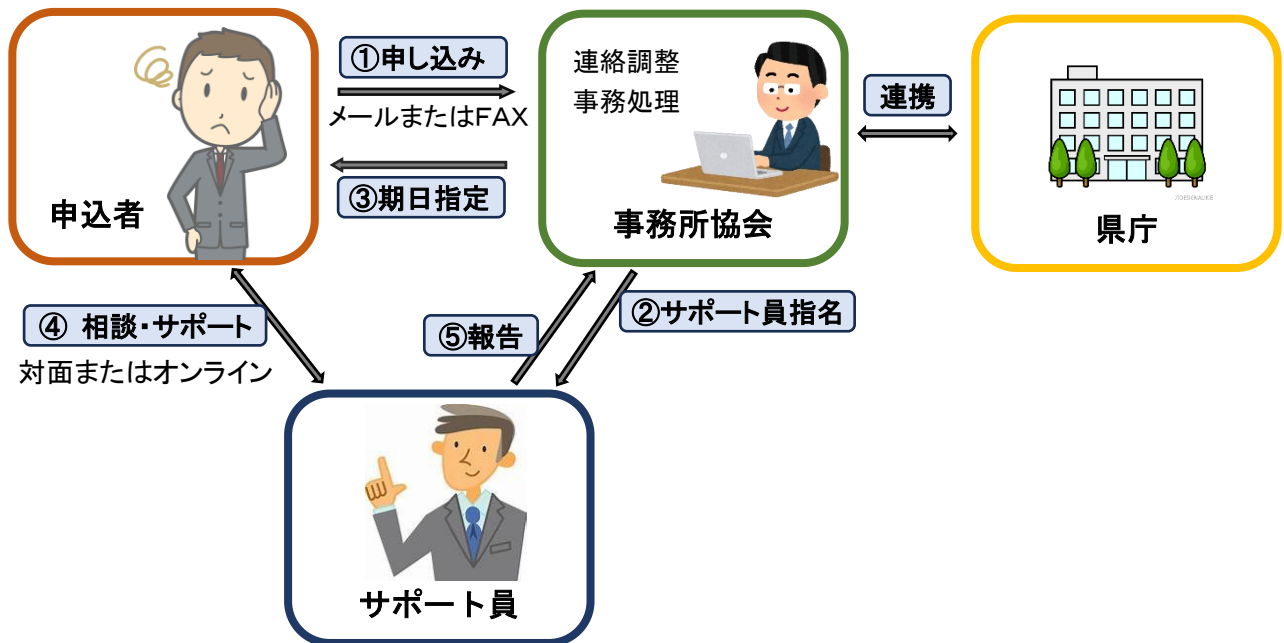 ①申し込み
メールまたはFAX
③期日指定
申込者
連絡調整
事務処理
事務所協会
連携
県庁
④ 相談・サポート
対面またはオンライン
⑤報告
②サポート員指名
サポート員